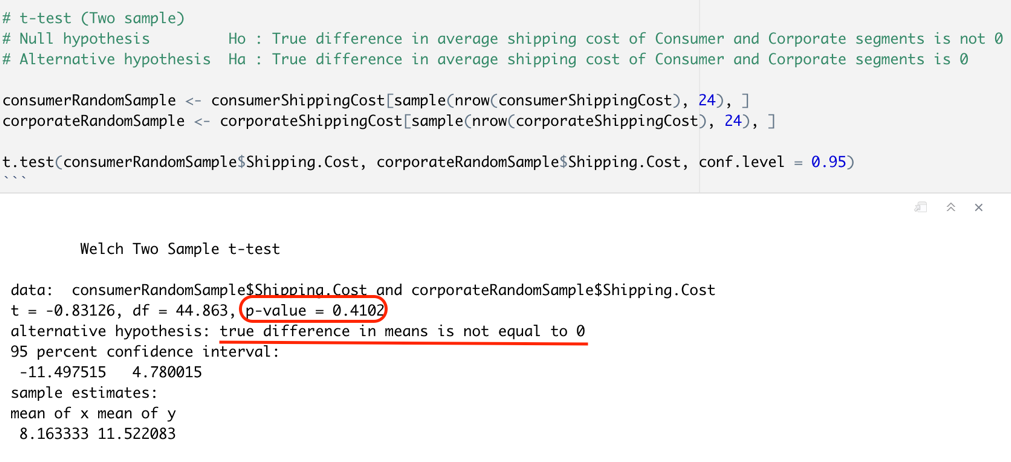 # t-test (Two sample)
# Null hypothesis         Ho : True difference in average shipping cost of Consumer and Corporate segments is not 0
# Alternative hypothesis  Ha : True difference in average shipping cost of Consumer and Corporate segments is 0
consumerRandomSample <- consumerShippingCost[sample(nrow(consumerShippingCost), 24), ]
corporateRandomSample <- corporateShippingCost[sample(nrow(corporateShippingCost), 24), ]
t.test(consumerRandomSample$Shipping.Cost, corporateRandomSample$Shipping.Cost, conf.level = 0.95)
```
Welch Two Sample t-test
data:  consumerRandomSample$Shipping.Cost and corporateRandomSample$Shipping.Cost
t = -0.83126, df = 44.863, p-value = 0.4102
alternative hypothesis: true difference in means is not equal to 0
95 percent confidence interval:
-11.497515   4.780015
sample estimates:
mean of x mean of y
8.163333 11.522083